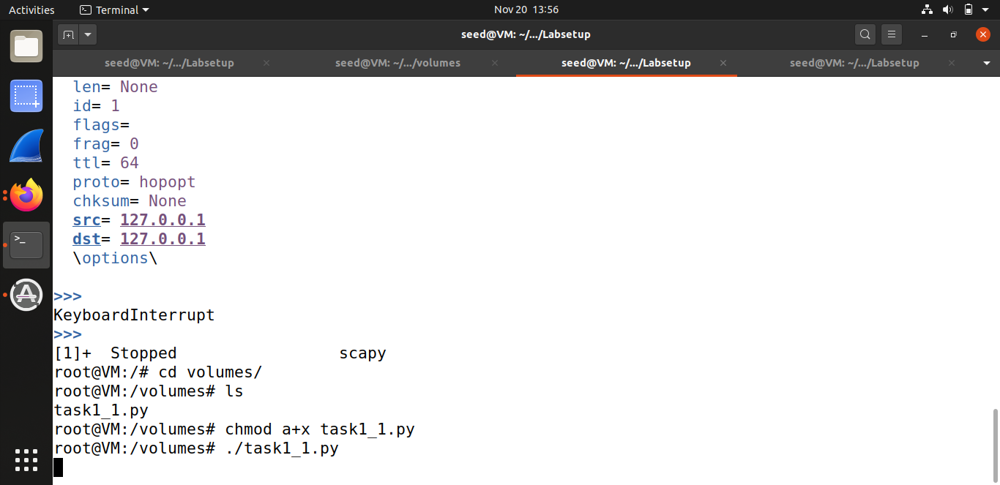 Activities
Terminal
Nov 20 13:56
seed@VM: ~/.../Labsetup
seed@VM: ~/.../Labsetup
seed@VM: ~/.../volumes
seed@VM: ~/.../Labsetup
seed@VM: ~/.../Labsetup
len= None
id= 1
flags=
frag= 0
ttl= 64
proto= hopopt
chksum= None
src= 127.0.0.1
dst= 127.0.0.1
\options\
>>>
KeyboardInterrupt
>>>
[1]+  Stopped                 scapy
root@VM:/# cd volumes/
root@VM:/volumes# ls
task1_1.py
root@VM:/volumes# chmod a+x task1_1.py
root@VM:/volumes# ./task1_1.py